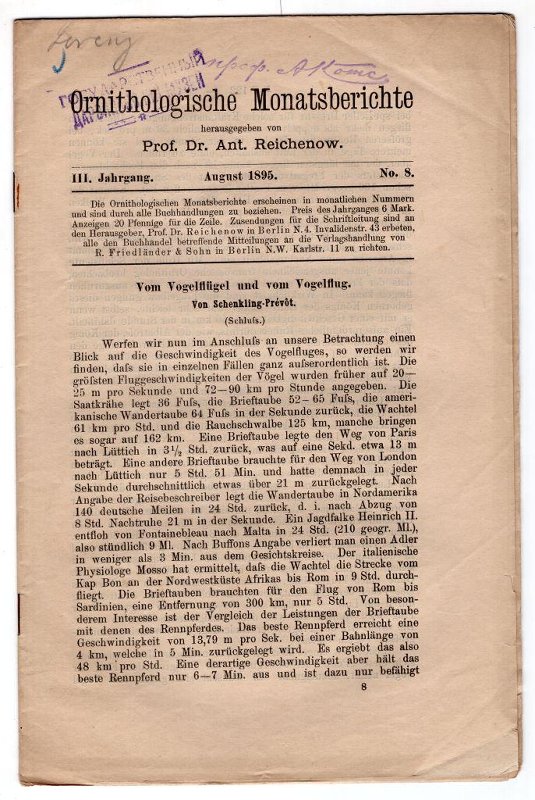 Lorenz
проф. А Котс
ГОСУДАРСТВЕННЫЙ
Ornithologische Monatsberichte
herausgegeben von
Prof. Dr. Ant. Reichenow.
III. Jahrgang. August 1895. No. 8.
Die Ornithologischen Monatsberichte erscheinen in monatlichen Nummern
und sind durch alle Buchhandlungen zu beziehen. Preis des Jahrganges 6 Mark.
Anzeigen 20 Pfennige für die Zeile. Zusendungen für die Schriftleitung sind an
den Herausgeber, Prof. Dr. Reichenow in Berlin N. 4. Invalidenstr. 43 erbeten,
alle den Buchhandel betreffende Mitteilungen an die Verlagshandlung von
R. Friedländer & Sohn in Berlin N.W. Karlstr. 11 zu richten.
Vom Vogelflügel und vom Vogelflug.
Von Schenkling-Prévôt.
(Schluſs.)
Werfen wir nun im Anschluſs an unsere Betrachtung einen
Blick auf die Geschwindigkeit des Vogelfluges, so werden wir
finden, daſs sie in einzelnen Fällen ganz auſserordentlich ist. Die
gröſsten Fluggeschwindigkeiten der Vögel wurden früher auf 20—
25 m pro Sekunde und 72—90 km pro Stunde angegeben. Die
Saatkrähe legt 36 Fuſs, die Brieftaube 52—65 Fuſs, die ameri-
kanische Wandertaube 64 Fuſs in der Sekunde zurück, die Wachtel
61 km pro Std. und die Rauchschwalbe 125 km, manche bringen
es sogar auf 162 km. Eine Brieftaube legte den Weg von Paris
nach Lüttich in 3½ Std. zurück, was auf eine Sekd. etwa 13 m
beträgt. Eine andere Brieftaube brauchte für den Weg von London
nach Lüttich nur 5 Std. 51 Min. und hatte demnach in jeder
Sekunde durchschnittlich etwas über 21 m zurückgelegt. Nach
Angabe der Reisebeschreiber legt die Wandertaube in Nordamerika
140 deutsche Meilen in 24 Std. zurück, d. i. nach Abzug von
8 Std. Nachtruhe 21 m in der Sekunde. Ein Jagdfalke Heinrich II.
entfloh von Fontainebleau nach Malta in 24 Std. (210 geogr. Ml.),
also stündlich 9 Ml. Nach Buffons Angabe verliert man einen Adler
in weniger als 3 Min. aus dem Gesichtskreise. Der italienische
Physiologe Mosso hat ermittelt, daſs die Wachtel die Strecke vom
Kap Bon an der Nordwestküste Afrikas bis Rom in 9 Std. durch-
fliegt. Die Brieftauben brauchten für den Flug von Rom bis
Sardinien, eine Entfernung von 300 km, nur 5 Std. Von beson-
derem Interesse ist der Vergleich der Leistungen der Brieftaube
mit denen des Rennpferdes. Das beste Rennpferd erreicht eine
Geschwindigkeit von 13,79 m pro Sek. bei einer Bahnlänge von
4 km, welche in 5 Min. zurückgelegt wird. Es ergiebt das also
48 km pro Std. Eine derartige Geschwindigkeit aber hält das
beste Rennpferd nur 6—7 Min. aus und ist dazu nur befähigt
8